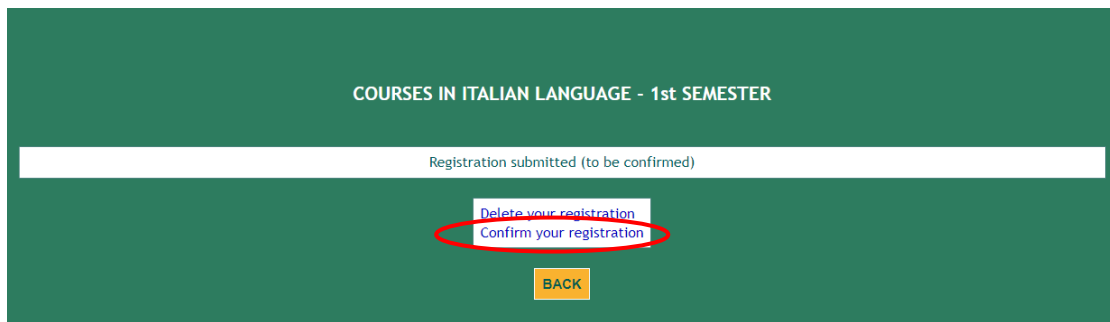 COURSES IN ITALIAN LANGUAGE - 1st SEMESTER
Registration submitted (to be confirmed)
Delete your registration
Confirm your registration
BACK